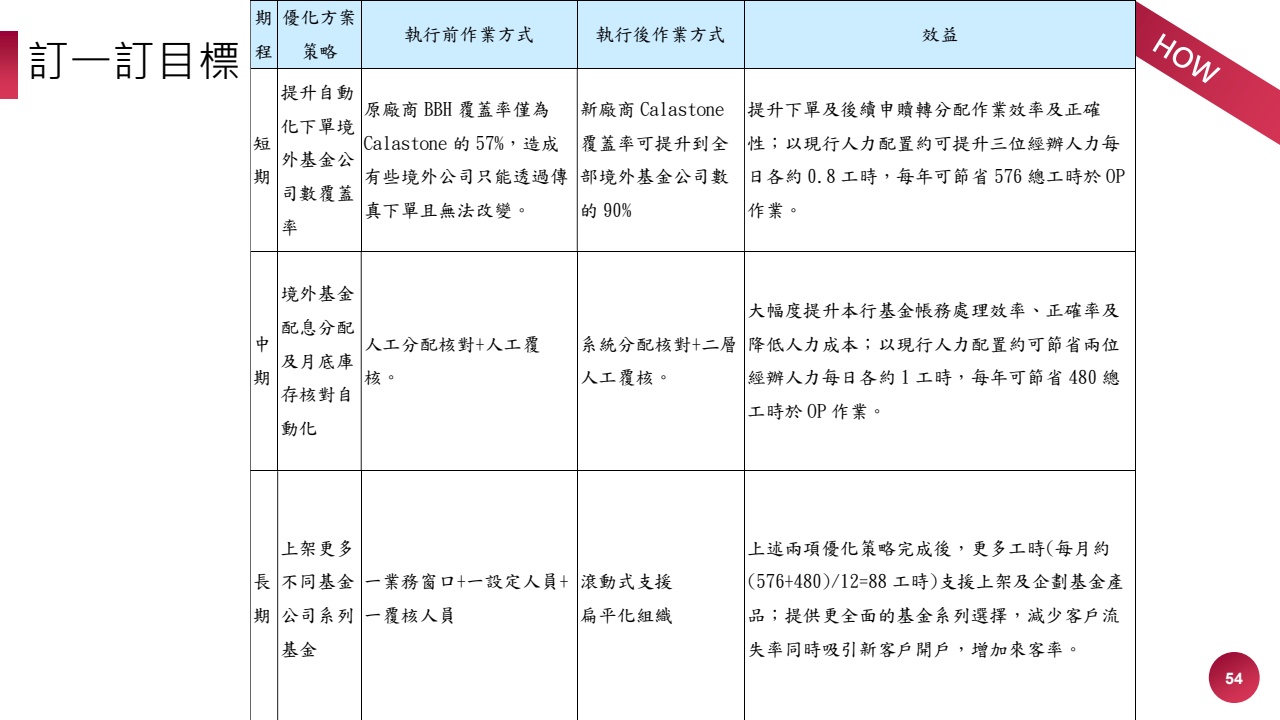 訂一訂目標
HOW
期程
優化方案策略
執行前作業方式
執行後作業方式
效益
短期
提升自動
化下單境
外基金公
司數覆蓋
率
原廠商 BBH 覆蓋率僅為
Calastone 的 57%，造成
有些境外公司只能透過傳
真下單且無法改變。
新廠商 Calastone
覆蓋率可提升到全
部境外基金公司數
的 90%
提升下單及後續申贖轉分配作業效率及正確
性；以現行人力配置約可提升三位經辦人力每
日各約 0.8 工時，每年可節省 576 總工時於 OP
作業。
中期
境外基金
配息分配
及月底庫
存核對自
動化
人工分配核對+人工覆
核。
系統分配核對+二層
人工覆核。
大幅度提升本行基金帳務處理效率、正確率及
降低人力成本；以現行人力配置約可節省兩位
經辦人力每日各約 1 工時，每年可節省 480 總
工時於 OP 作業。
長期
上架更多
不同基金
公司系列
基金
一業務窗口+一設定人員+
一覆核人員
滾動式支援
扁平化組織
上述兩項優化策略完成後，更多工時(每月約
(576+480)/12=88 工時)支援上架及企劃基金產
品；提供更全面的基金系列選擇，減少客戶流
失率同時吸引新客戶開戶，增加來客率。
54